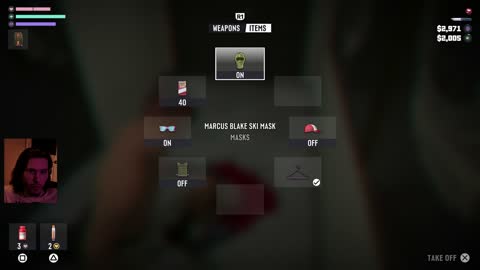 R1
WEAPONS ITEMS
$2,971
$2,005
ON
40
MARCUS BLAKE SKI MASK
MASKS
ON
OFF
OFF
3
2
TAKE OFF